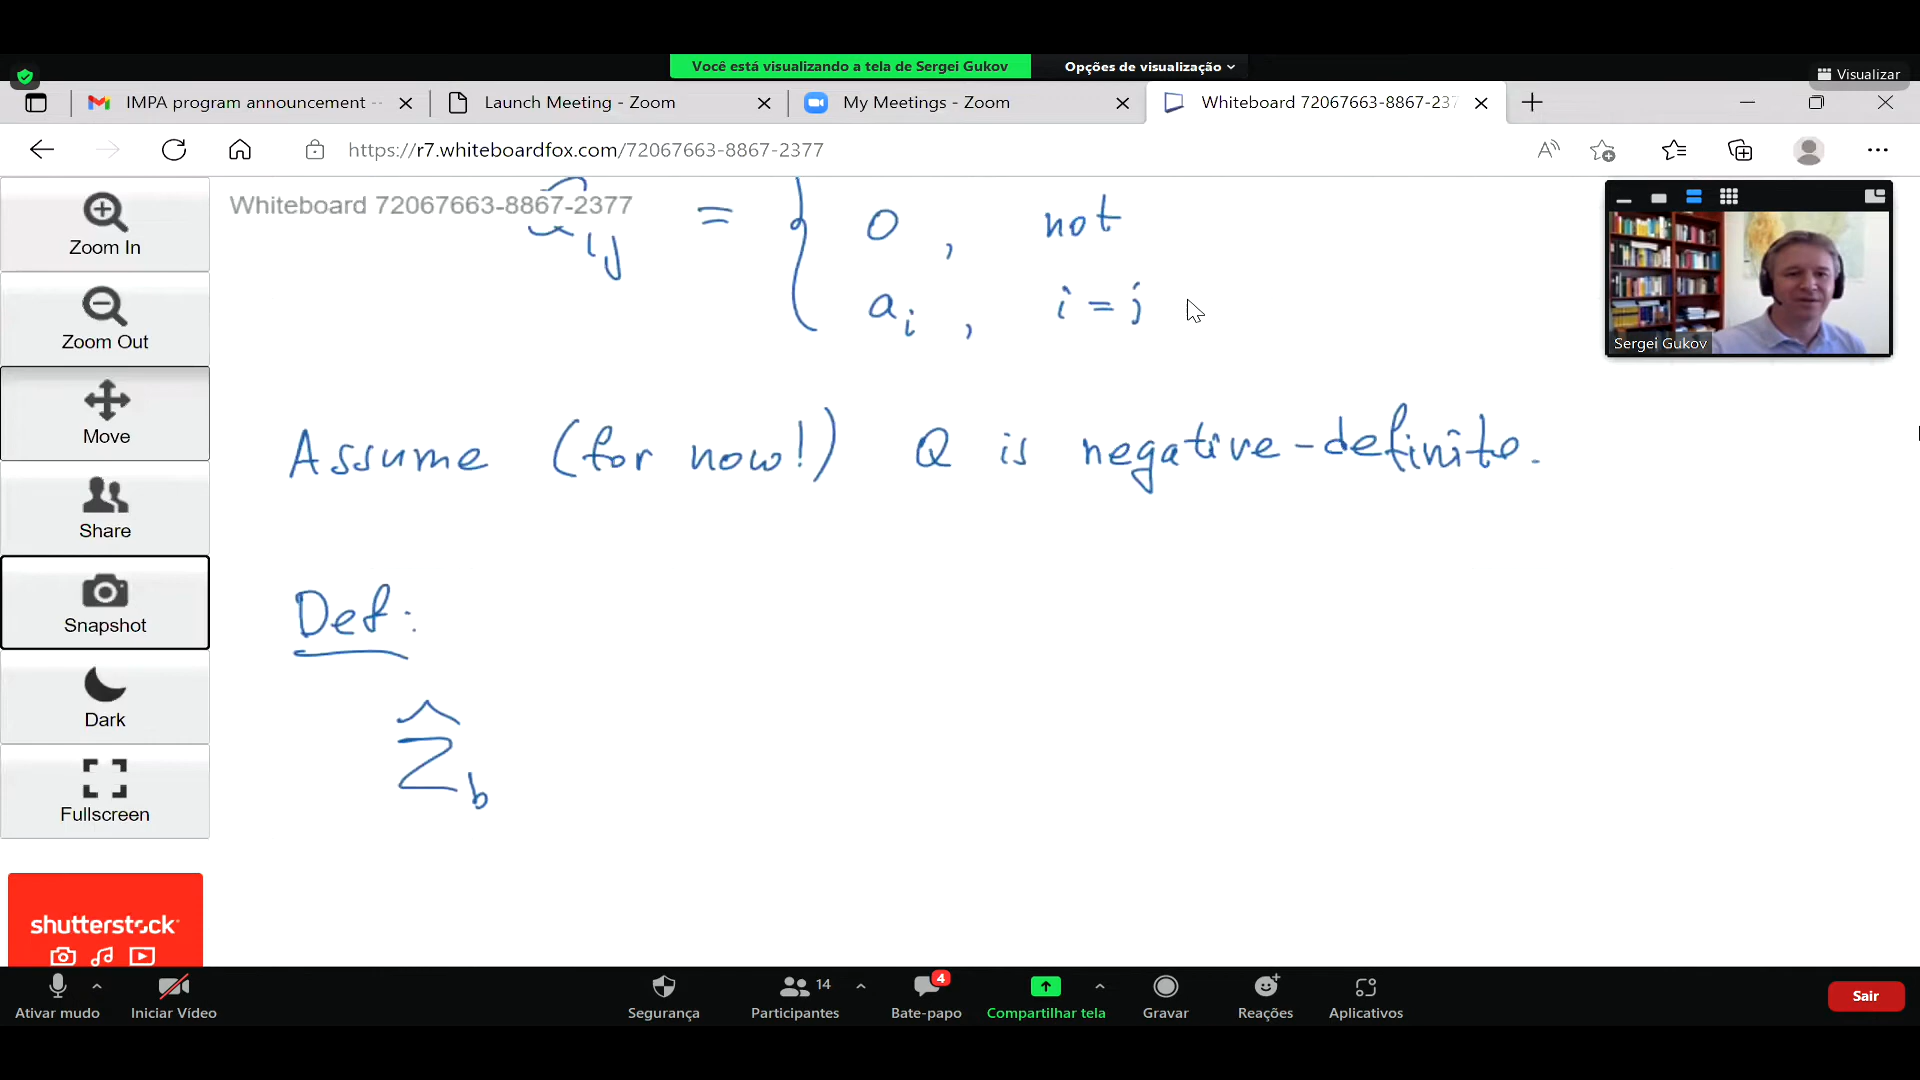 Você está visualizando a tela de Sergei Gukov
Opções de visualização
Visualizar
IMPA program announcement
Launch Meeting - Zoom
My Meetings - Zoom
Whiteboard 72067663-8867-237
https://r7.whiteboardfox.com/72067663-8867-2377
Whiteboard 72067663-8867-2377
Zoom In
Zoom Out
Move
Share
Snapshot
Dark
Fullscreen
shutterstock
ij = { 0 , not
a_i , i = j
Assume (for now!) Q is negative-definite.
Def:
Ẑ_b
Sergei Gukov
Ativar mudo
Iniciar Vídeo
Segurança
14
Participantes
4
Bate-papo
Compartilhar tela
Gravar
Reações
Aplicativos
Sair